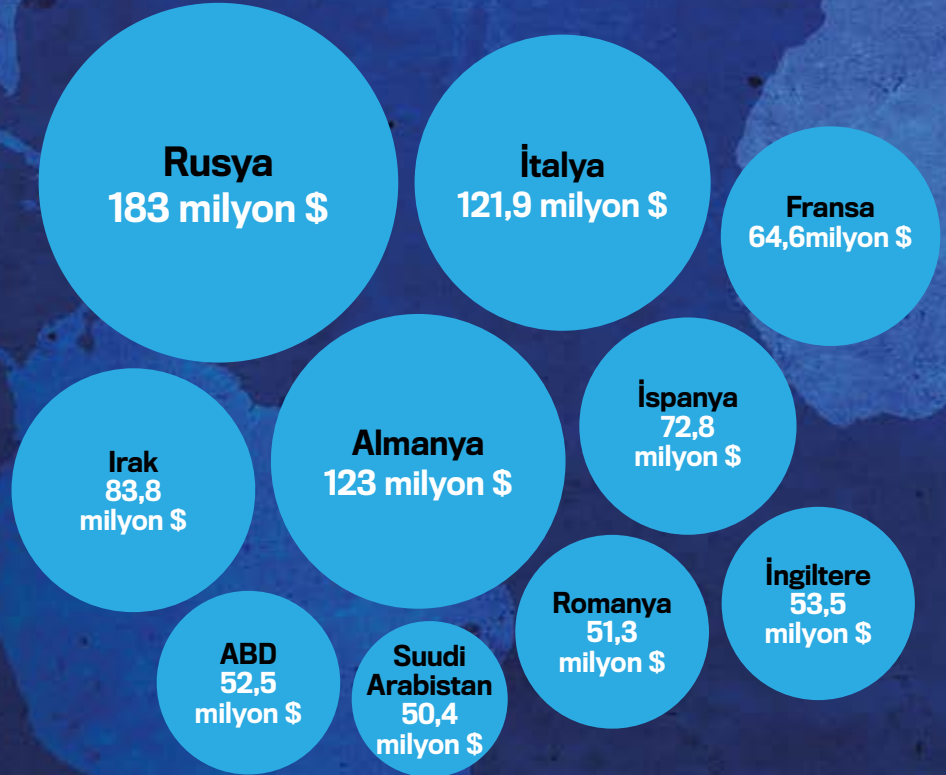 Rusya
183 milyon $
İtalya
121,9 milyon $
Fransa
64,6milyon $
Almanya
123 milyon $
İspanya
72,8
milyon $
Irak
83,8
milyon $
Romanya
51,3
milyon $
İngiltere
53,5
milyon $
ABD
52,5
milyon $
Suudi
Arabistan
50,4
milyon $